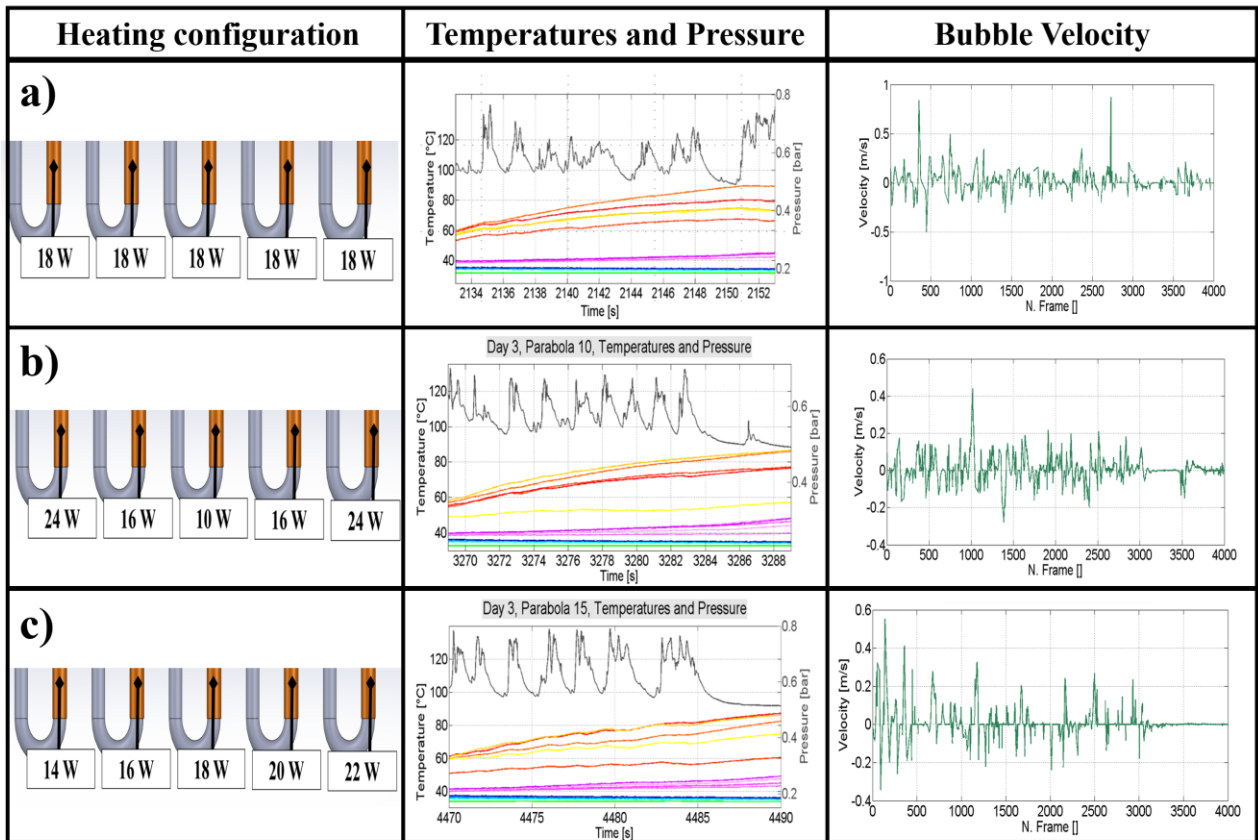 Heating configuration
Temperatures and Pressure
Bubble Velocity
a)
18 W
18 W
18 W
18 W
18 W
Temperature [°C]
120
100
80
60
40
0.8
0.6
0.4
0.2
Pressure [bar]
2134 2136 2138 2140 2142 2144 2146 2148 2150 2152
Time [s]
Velocity [m/s]
1
0.5
0
-0.5
-1
0 500 1000 1500 2000 2500 3000 3500 4000
N. Frame []
b)
24 W
16 W
10 W
16 W
24 W
Day 3, Parabola 10, Temperatures and Pressure
Temperature [°C]
120
100
80
60
40
0.6
0.4
Pressure [bar]
3270 3272 3274 3276 3278 3280 3282 3284 3286 3288
Time [s]
Velocity [m/s]
0.6
0.4
0.2
0
-0.2
-0.4
0 500 1000 1500 2000 2500 3000 3500 4000
N. Frame []
c)
14 W
16 W
18 W
20 W
22 W
Day 3, Parabola 15, Temperatures and Pressure
Temperature [°C]
120
100
80
60
40
0.8
0.6
0.4
0.2
Pressure [bar]
4470 4475 4480 4485 4490
Time [s]
Velocity [m/s]
0.6
0.4
0.2
0
-0.2
-0.4
0 500 1000 1500 2000 2500 3000 3500 4000
N. Frame []